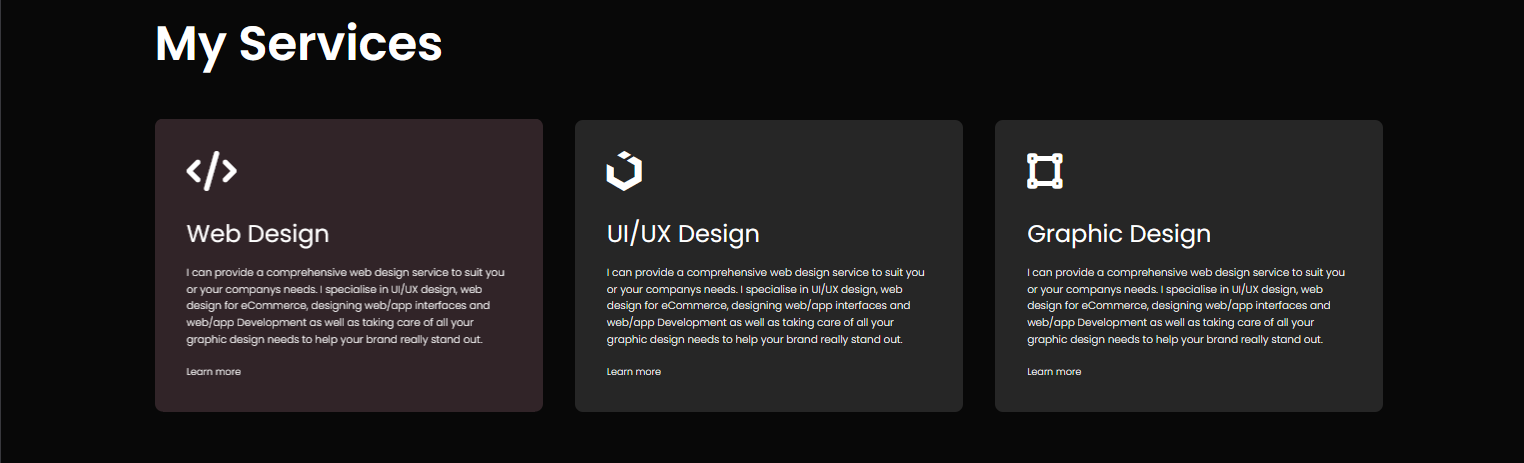 My Services
Web Design
I can provide a comprehensive web design service to suit you
or your companys needs. I specialise in UI/UX design, web
design for eCommerce, designing web/app interfaces and
web/app Development as well as taking care of all your
graphic design needs to help your brand really stand out.
Learn more
UI/UX Design
I can provide a comprehensive web design service to suit you
or your companys needs. I specialise in UI/UX design, web
design for eCommerce, designing web/app interfaces and
web/app Development as well as taking care of all your
graphic design needs to help your brand really stand out.
Learn more
Graphic Design
I can provide a comprehensive web design service to suit you
or your companys needs. I specialise in UI/UX design, web
design for eCommerce, designing web/app interfaces and
web/app Development as well as taking care of all your
graphic design needs to help your brand really stand out.
Learn more